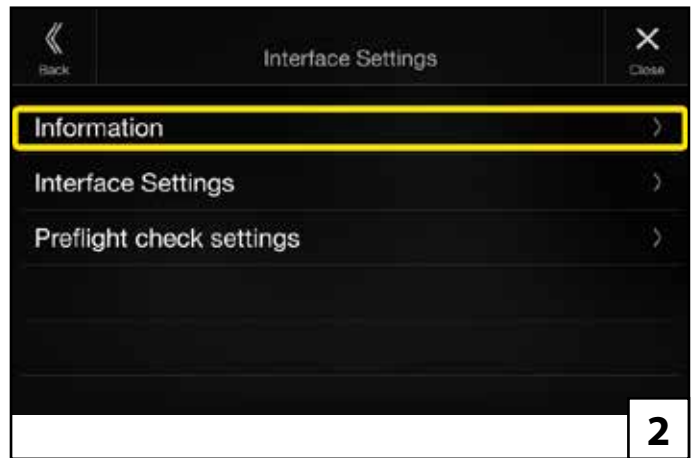 Back
Interface Settings
Close
Information
Interface Settings
Preflight check settings
2